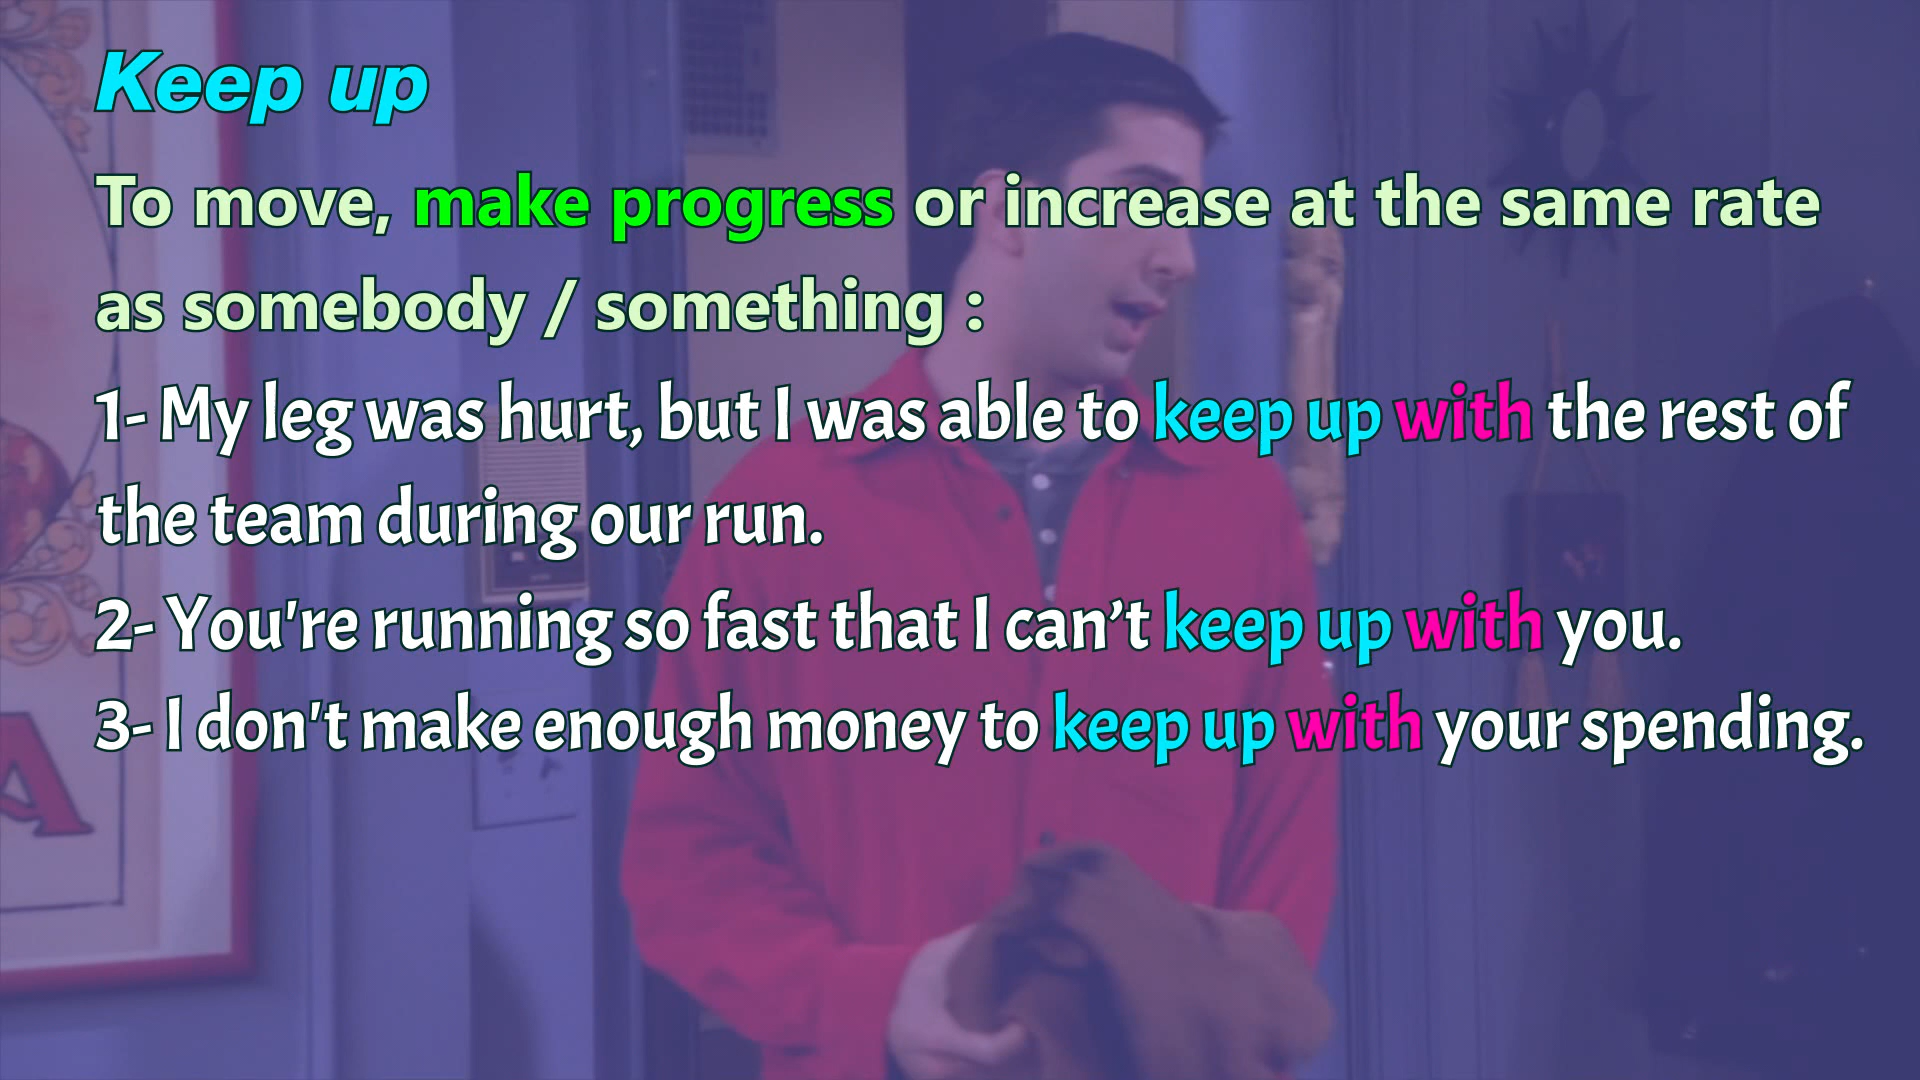 Keep up
To move, make progress or increase at the same rate
as somebody / something :
1- My leg was hurt, but I was able to keep up with the rest of
the team during our run.
2- You're running so fast that I can’t keep up with you.
3- I don't make enough money to keep up with your spending.
A